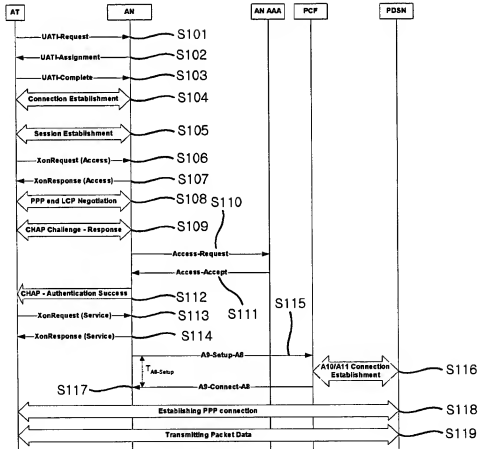 AT AN AN AAA PCF PDSN
UATI-Request S101
UATI-Assignment S102
UATI-Complete S103
Connection Establishment S104
Session Establishment S105
XonRequest (Access) S106
XonResponse (Access) S107
PPP end LCP Negotiation S108
S110
CHAP Challenge - Response S109
Access-Request
Access-Accept
CHAP - Authentication Success S112
S111
S115
XonRequest (Service) S113
XonResponse (Service) S114
A9-Setup-A8
TA8-Setup
A10/A11 Connection
Establishment
S116
S117
A9-Connect-A8
Establishing PPP connection S118
Transmitting Packet Data S119